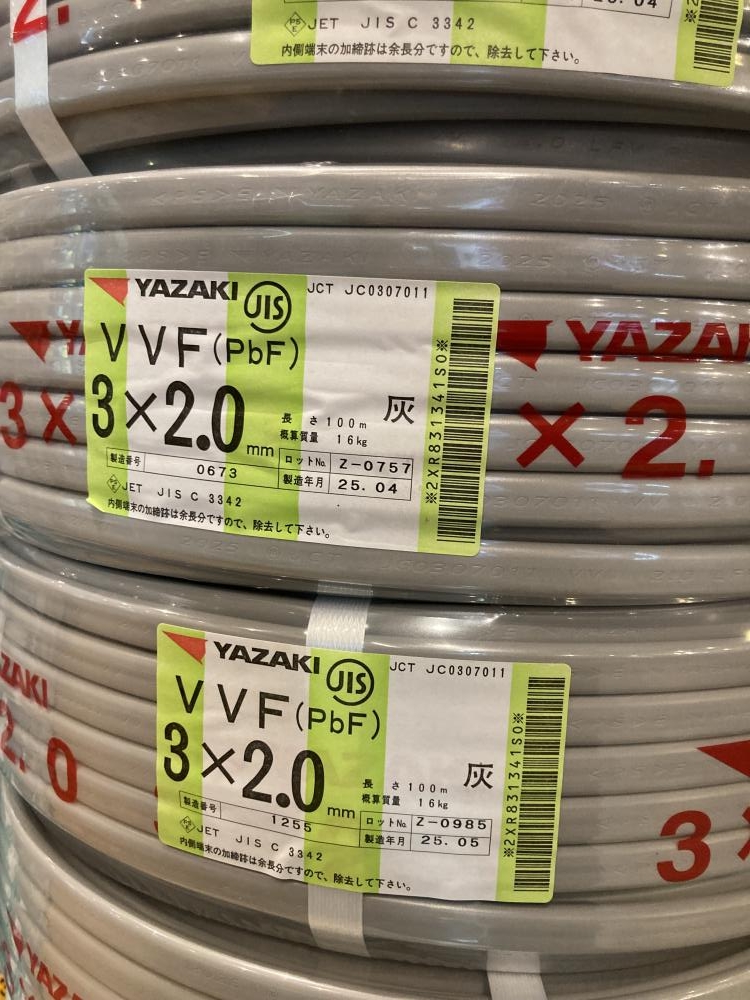 2.
JET JIS C 3342
内側端末の加締跡は余長分ですので、除去して下さい。
YAZAKI JIS JCT JC0307011
VVF(PbF)
3×2.0mm
長さ100m 灰
概算質量 16kg
製造番号 0673 ロットNo. Z-0757
製造年月 25.04
JET JIS C 3342
内側端末の加締跡は余長分ですので、除去して下さい。
※2XR831341S0※
3×
YAZAK
× 2.
YAZAKI JIS JCT JC0307011
VVF(PbF)
3×2.0mm
長さ100m 灰
概算質量 16kg
製造番号 1255 ロットNo. Z-0985
製造年月 25.05
JET JIS C 3342
内側端末の加締跡は余長分ですので、除去して下さい。
※2XR831341S0※
ZAKI
2.0
3
YAZ